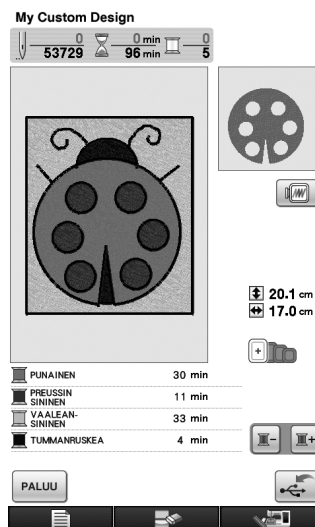 My Custom Design
0 0 min 0
53729 96 min 5
20.1 cm
17.0 cm
PUNAINEN 30 min
PREUSSIN
SININEN 11 min
VAALEAN-
SININEN 33 min
TUMMANRUSKEA 4 min
PALUU